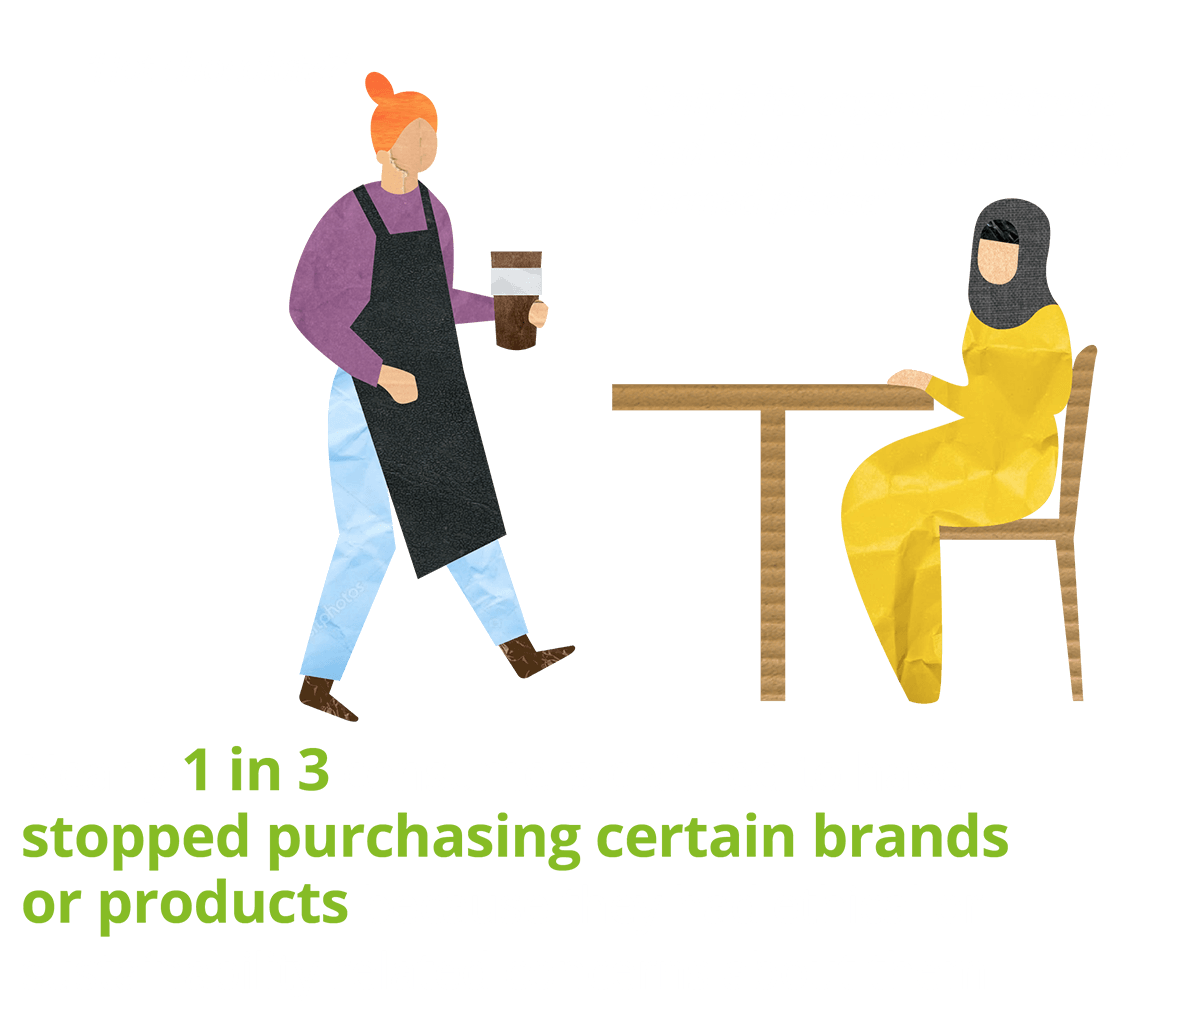 1 in 3
stopped purchasing certain brands
or products